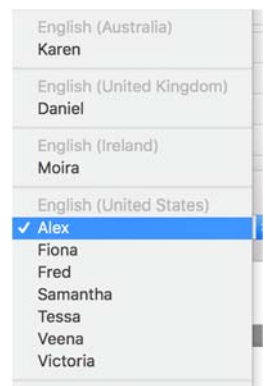 English (Australia)
Karen
English (United Kingdom)
Daniel
English (Ireland)
Moira
English (United States)
✓ Alex
Fiona
Fred
Samantha
Tessa
Veena
Victoria